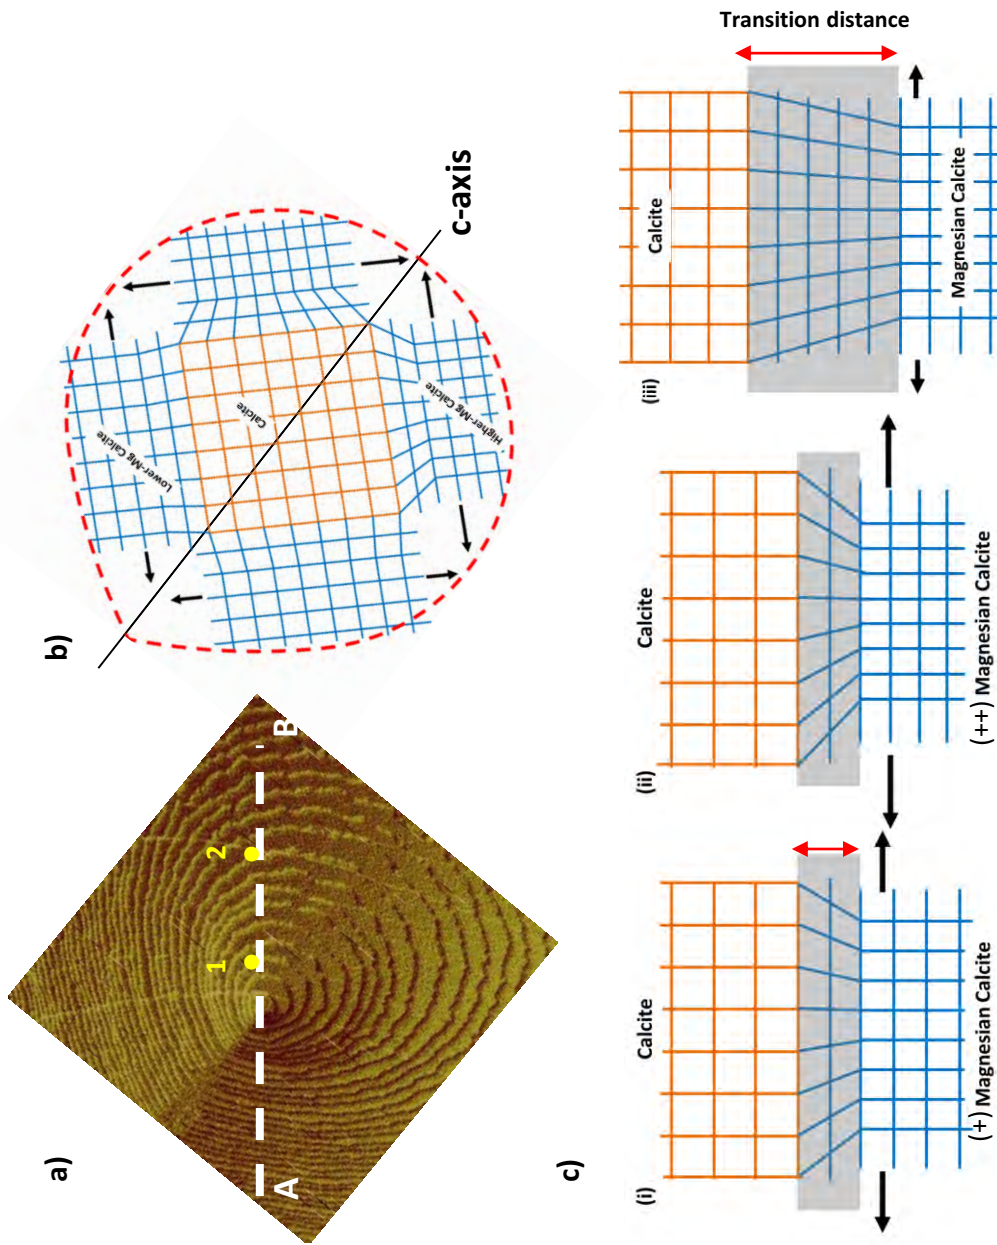 a)
A
B
1
2
b)
Lower-Mg Calcite
Calcite
Higher-Mg Calcite
c-axis
c)
(i)
Calcite
(+) Magnesian Calcite
(ii)
Calcite
(++) Magnesian Calcite
(iii)
Calcite
Magnesian Calcite
Transition distance